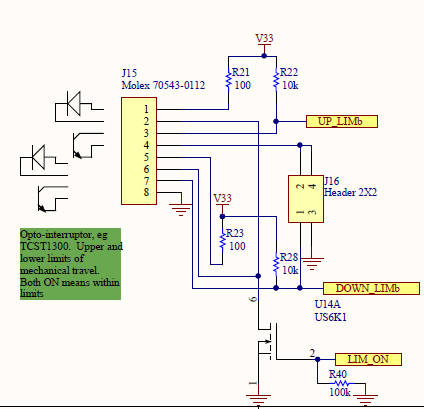 V33
J15
Molex 70543-0112
R21
100
R22
10k
1
2
3
4
5
6
7
8
UP_LIMb
2
4
J16
Header 2X2
1
3
V33
R23
100
Opto-interruptor, eg
TCST1300.  Upper and
lower limits of
mechanical travel.
Both ON means within
limits
R28
10k
DOWN_LIMb
6
U14A
US6K1
2
LIM_ON
R40
100k
1